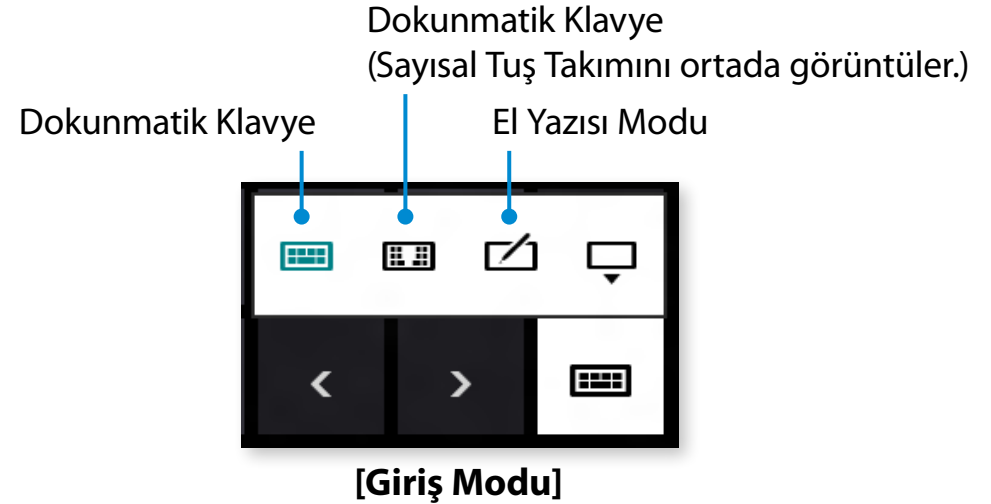 Dokunmatik Klavye
(Sayısal Tuş Takımını ortada görüntüler.)
Dokunmatik Klavye
El Yazısı Modu
[Giriş Modu]